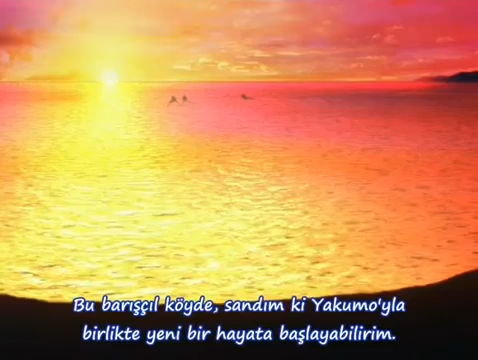 Bu barışçıl köyde, sandım ki Yakumo'yla
birlikte yeni bir hayata başlayabilirim.